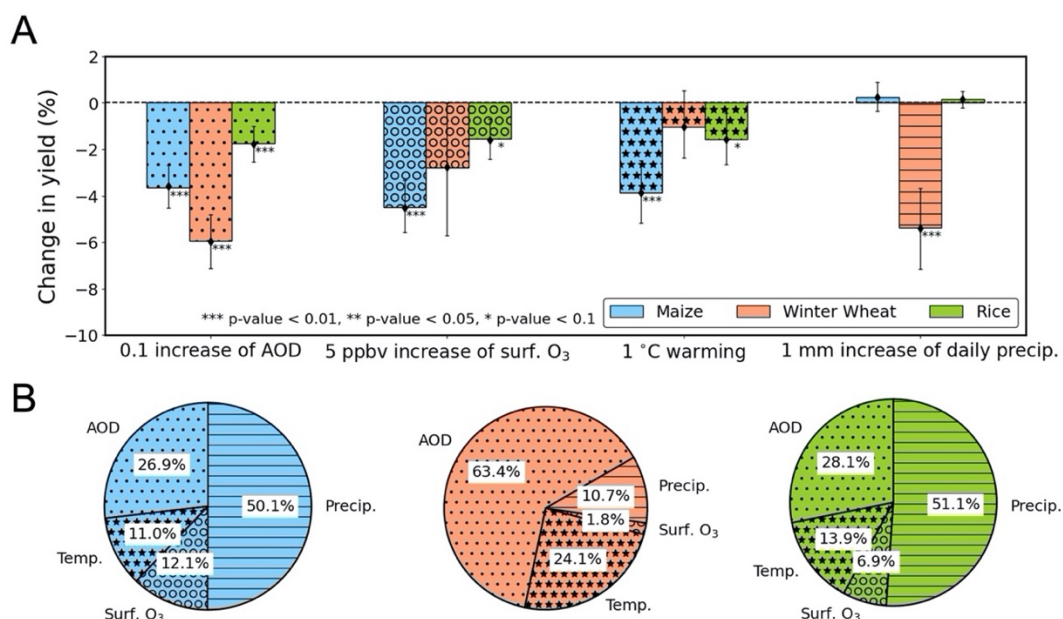 A
Change in yield (%)
2
0
−2
−4
−6
−8
−10
***
***
***
***
*
***
*
***
*** p-value < 0.01, ** p-value < 0.05, * p-value < 0.1
Maize
Winter Wheat
Rice
0.1 increase of AOD
5 ppbv increase of surf. O₃
1 °C warming
1 mm increase of daily precip.
B
AOD
26.9%
50.1%
Precip.
11.0%
Temp.
12.1%
Surf. O₃
AOD
63.4%
Precip.
10.7%
1.8%
Surf. O₃
24.1%
Temp.
AOD
28.1%
51.1%
Precip.
13.9%
Temp.
6.9%
Surf. O₃